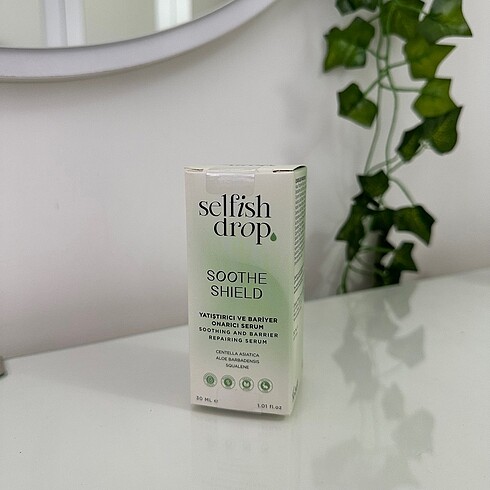 selfish
drop
SOOTHE
SHIELD
YATIŞTIRICI VE BARİYER
ONARICI SERUM
SOOTHING AND BARRIER
REPAIRING SERUM
CENTELLA ASIATICA
ALOE BARBADENSIS
SQUALENE
30 ML e
1.01 fl.oz